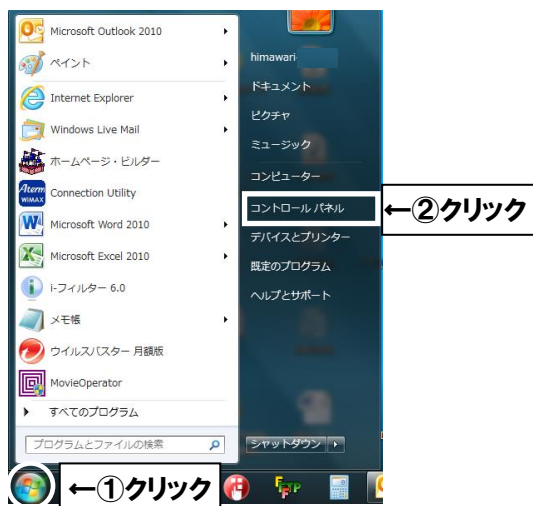 Microsoft Outlook 2010
ペイント
Internet Explorer
Windows Live Mail
ホームページ・ビルダー
Aterm
WiMAX
Connection Utility
Microsoft Word 2010
Microsoft Excel 2010
i-フィルター 6.0
メモ帳
ウイルスバスター 月額版
MovieOperator
すべてのプログラム
プログラムとファイルの検索
himawari-
ドキュメント
ピクチャ
ミュージック
コンピューター
コントロール パネル
←②クリック
デバイスとプリンター
既定のプログラム
ヘルプとサポート
シャットダウン
←①クリック
FFTP